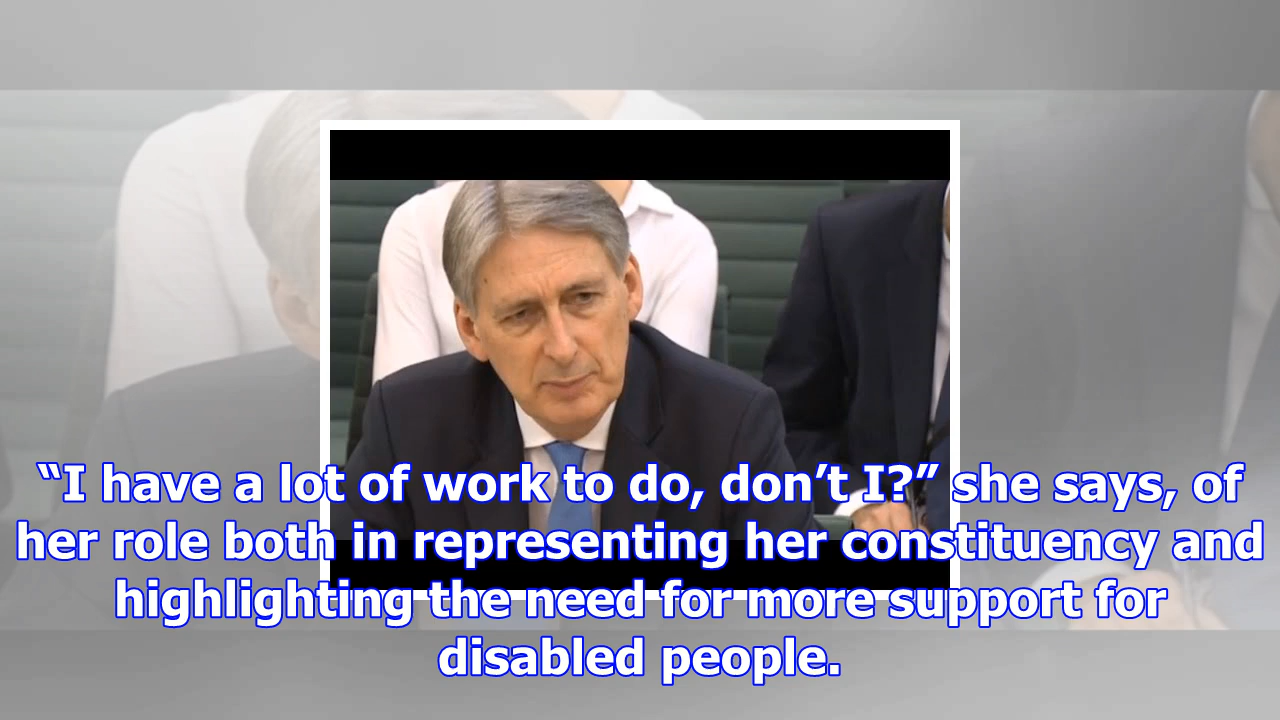 “I have a lot of work to do, don’t I?” she says, of
her role both in representing her constituency and
highlighting the need for more support for
disabled people.